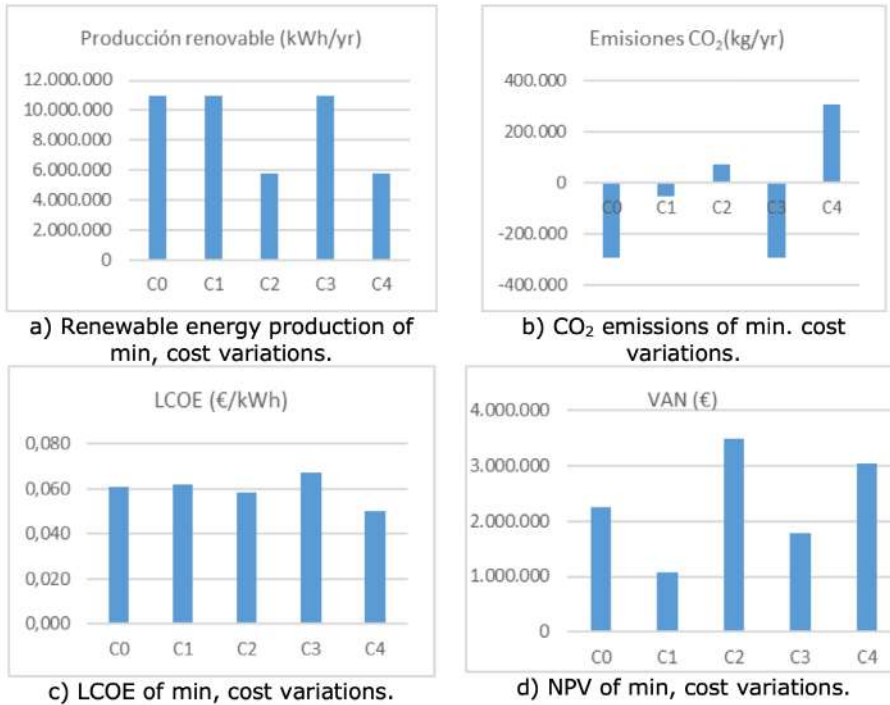 Producción renovable (kWh/yr)
12.000.000
10.000.000
8.000.000
6.000.000
4.000.000
2.000.000
0
C0 C1 C2 C3 C4
a) Renewable energy production of
min, cost variations.
Emisiones CO₂(kg/yr)
400.000
200.000
0
-200.000
-400.000
C0 C1 C2 C3 C4
b) CO₂ emissions of min. cost
variations.
LCOE (€/kWh)
0,080
0,060
0,040
0,020
0,000
C0 C1 C2 C3 C4
c) LCOE of min, cost variations.
VAN (€)
4.000.000
3.000.000
2.000.000
1.000.000
0
C0 C1 C2 C3 C4
d) NPV of min, cost variations.